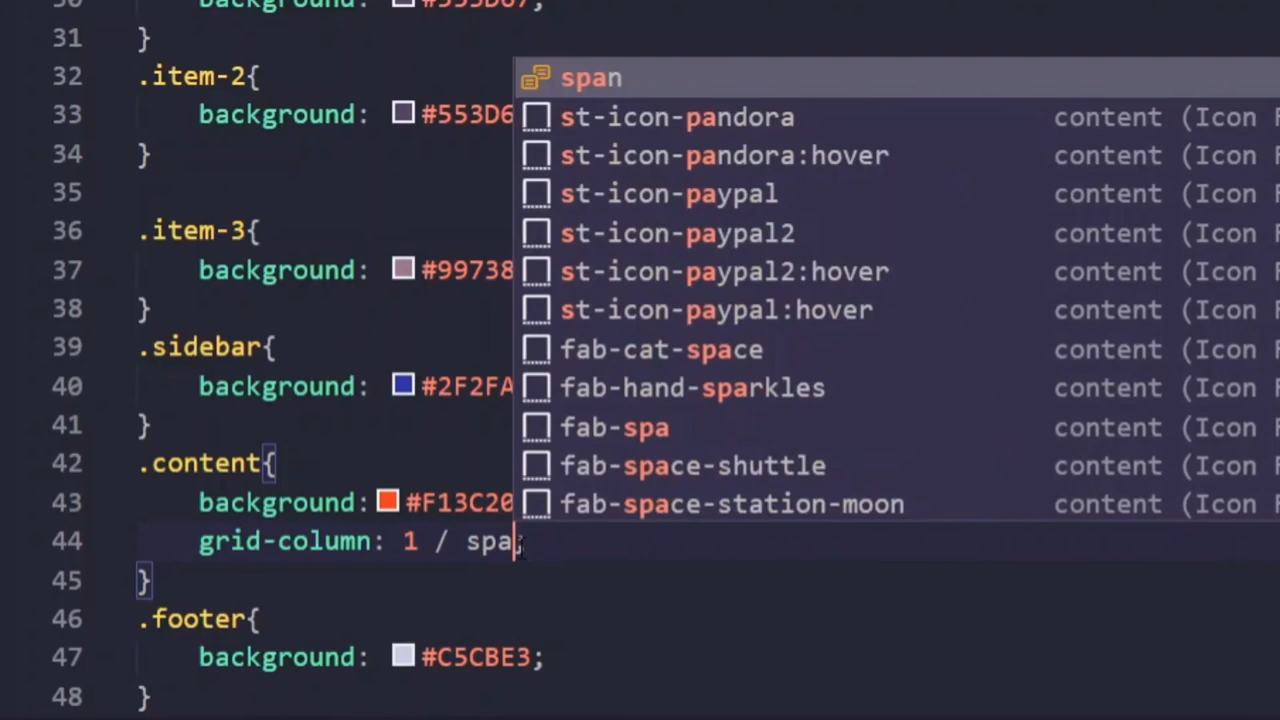 30 background: #553D67;
31 }
32 .item-2{
33 background: #553D6
34 }
35
36 .item-3{
37 background: #99738
38 }
39 .sidebar{
40 background: #2F2FA
41 }
42 .content{
43 background: #F13C20
44 grid-column: 1 / spa;
45 }
46 .footer{
47 background: #C5CBE3;
48 }
span
st-icon-pandora content (Icon F
st-icon-pandora:hover content (Icon F
st-icon-paypal content (Icon F
st-icon-paypal2 content (Icon F
st-icon-paypal2:hover content (Icon F
st-icon-paypal:hover content (Icon F
fab-cat-space content (Icon F
fab-hand-sparkles content (Icon F
fab-spa content (Icon F
fab-space-shuttle content (Icon F
fab-space-station-moon content (Icon F